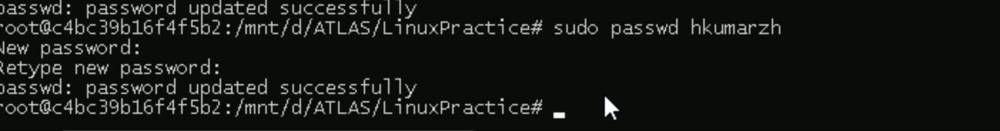 passwd: password updated successfully
root@c4bc39b16f4f5b2:/mnt/d/ATLAS/LinuxPractice# sudo passwd hkumarzh
New password:
Retype new password:
passwd: password updated successfully
root@c4bc39b16f4f5b2:/mnt/d/ATLAS/LinuxPractice#